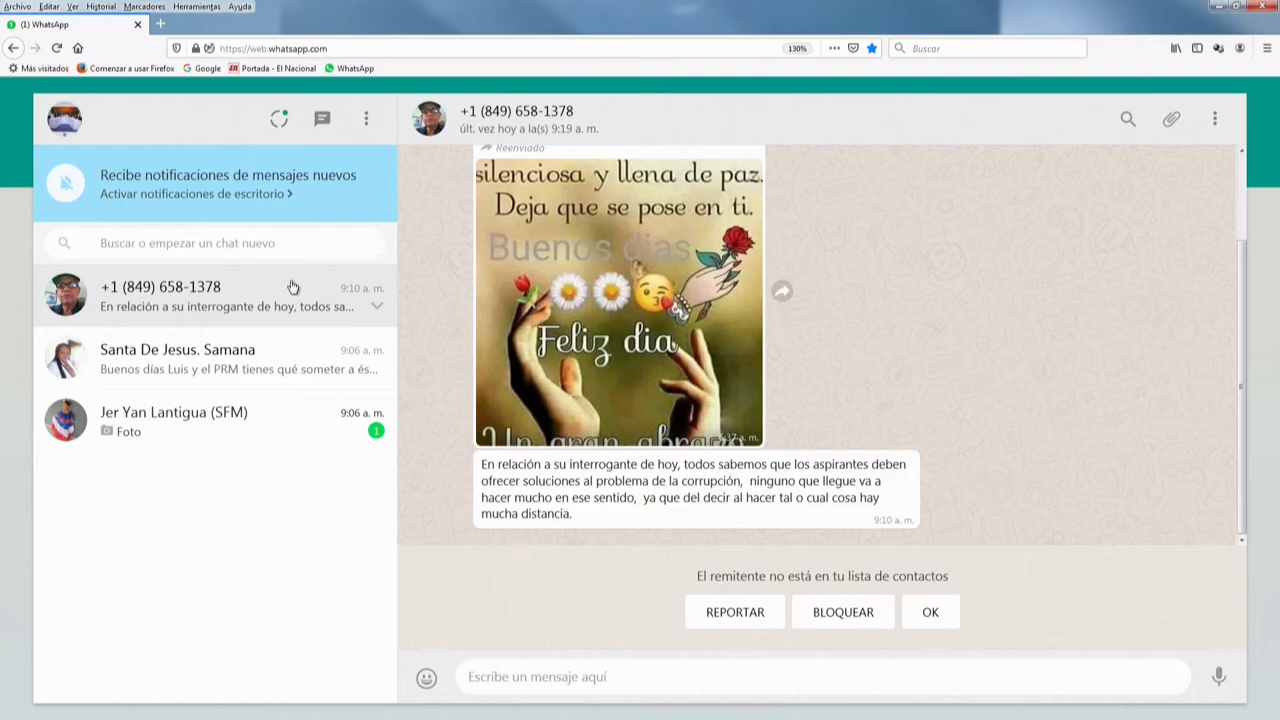 Archivo Editar Ver Historial Marcadores Herramientas Ayuda
(1) WhatsApp
https://web.whatsapp.com
130%
Buscar
Más visitados Comenzar a usar Firefox Google Portada - El Nacional WhatsApp
Recibe notificaciones de mensajes nuevos
Activar notificaciones de escritorio >
Buscar o empezar un chat nuevo
+1 (849) 658-1378 9:10 a. m.
En relación a su interrogante de hoy, todos sa...
Santa De Jesus. Samana 9:06 a. m.
Buenos días Luis y el PRM tienes qué someter a és...
Jer Yan Lantigua (SFM) 9:06 a. m.
Foto 1
+1 (849) 658-1378
últ. vez hoy a la(s) 9:19 a. m.
Reenviado
silenciosa y llena de paz.
Deja que se pose en ti.
Buenos dias
Feliz dia
Un gran abrazo
a. m.
En relación a su interrogante de hoy, todos sabemos que los aspirantes deben
ofrecer soluciones al problema de la corrupción, ninguno que llegue va a
hacer mucho en ese sentido, ya que del decir al hacer tal o cual cosa hay
mucha distancia.
9:10 a. m.
El remitente no está en tu lista de contactos
REPORTAR BLOQUEAR OK
Escribe un mensaje aquí